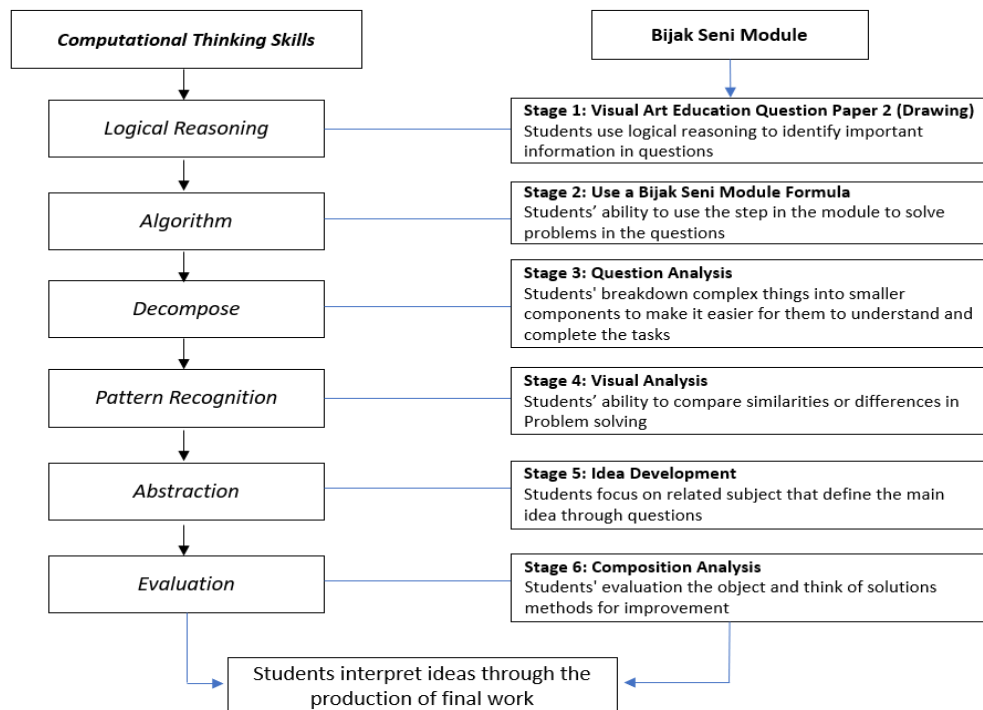 Computational Thinking Skills
Bijak Seni Module
Logical Reasoning
Stage 1: Visual Art Education Question Paper 2 (Drawing)
Students use logical reasoning to identify important
information in questions
Algorithm
Stage 2: Use a Bijak Seni Module Formula
Students’ ability to use the step in the module to solve
problems in the questions
Decompose
Stage 3: Question Analysis
Students' breakdown complex things into smaller
components to make it easier for them to understand and
complete the tasks
Pattern Recognition
Stage 4: Visual Analysis
Students’ ability to compare similarities or differences in
Problem solving
Abstraction
Stage 5: Idea Development
Students focus on related subject that define the main
idea through questions
Evaluation
Stage 6: Composition Analysis
Students' evaluation the object and think of solutions
methods for improvement
Students interpret ideas through the
production of final work